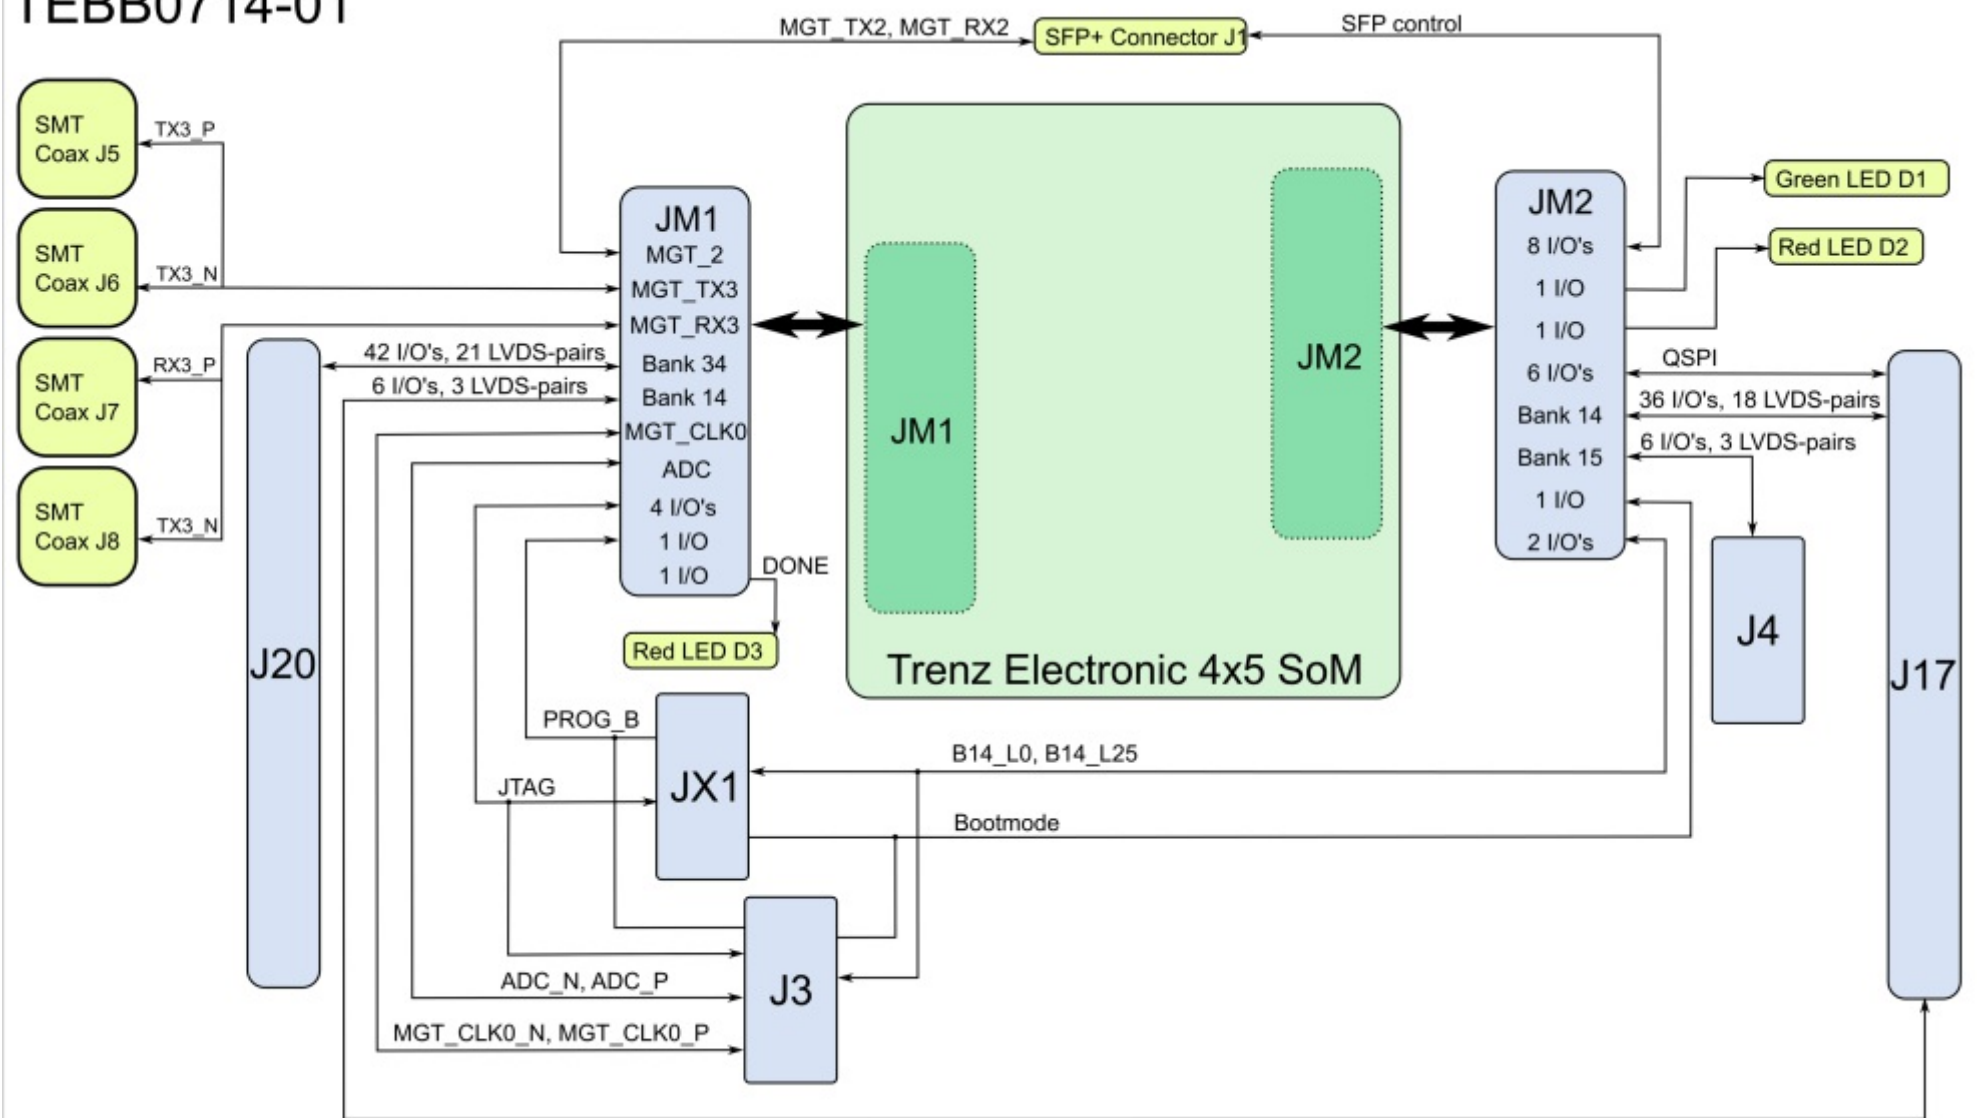 TEBB0714-01
MGT_TX2, MGT_RX2
SFP+ Connector J1
SFP control
SMT
Coax J5
TX3_P
SMT
Coax J6
TX3_N
SMT
Coax J7
RX3_P
SMT
Coax J8
TX3_N
JM1
MGT_2
MGT_TX3
MGT_RX3
Bank 34
Bank 14
MGT_CLK0
ADC
4 I/O's
1 I/O
1 I/O
42 I/O's, 21 LVDS-pairs
6 I/O's, 3 LVDS-pairs
DONE
Red LED D3
J20
JM1
JM2
Trenz Electronic 4x5 SoM
JM2
8 I/O's
1 I/O
1 I/O
6 I/O's
Bank 14
Bank 15
1 I/O
2 I/O's
Green LED D1
Red LED D2
QSPI
36 I/O's, 18 LVDS-pairs
6 I/O's, 3 LVDS-pairs
J4
J17
PROG_B
JTAG
JX1
B14_L0, B14_L25
Bootmode
J3
ADC_N, ADC_P
MGT_CLK0_N, MGT_CLK0_P